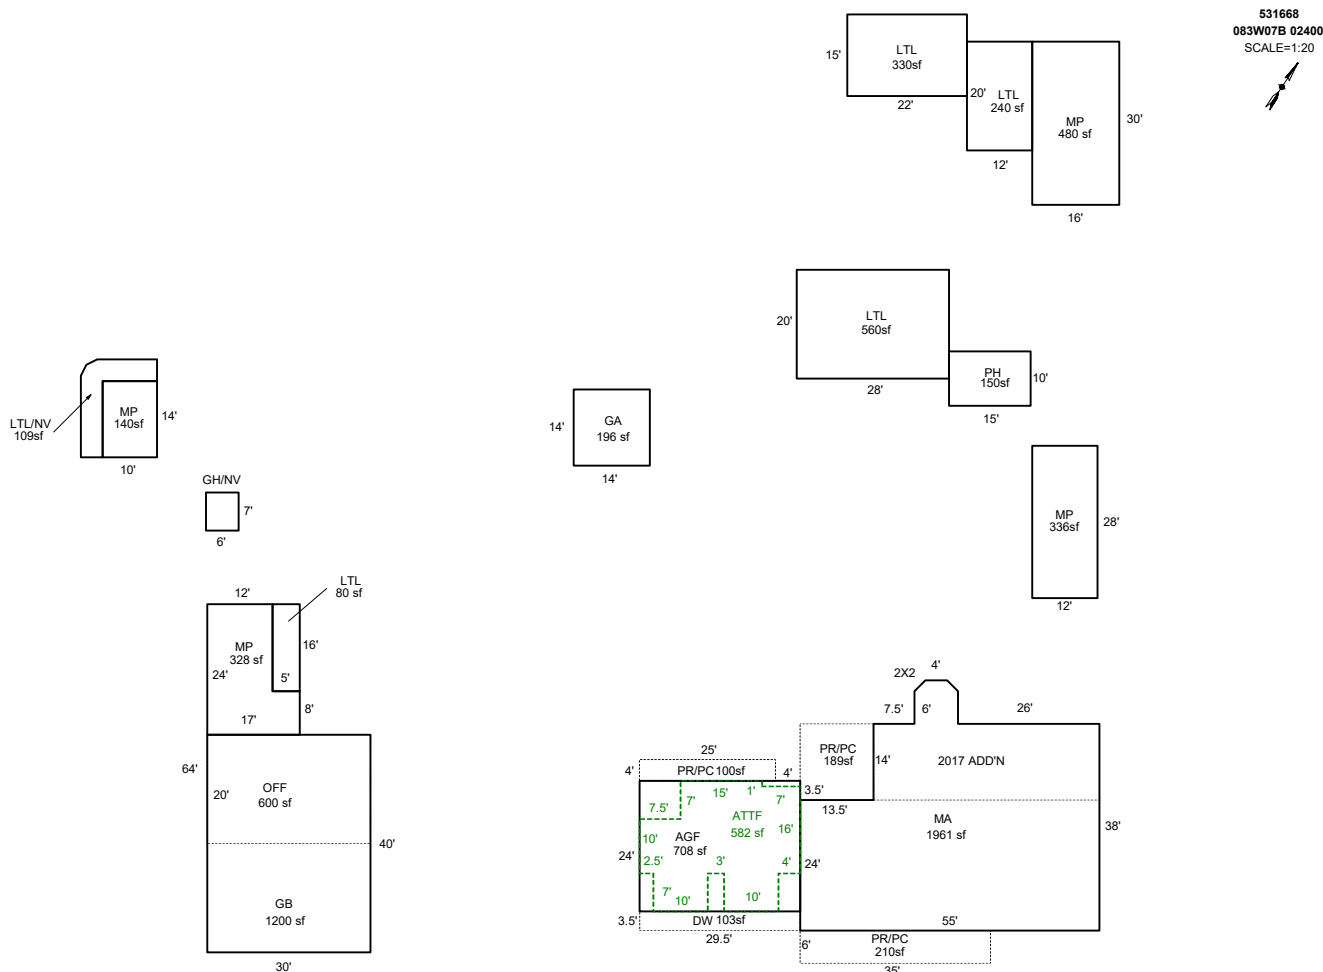 531668
083W07B 02400
SCALE=1:20
15'
LTL
330sf
22'
20'
LTL
240 sf
12'
MP
480 sf
30'
16'
20'
LTL
560sf
28'
PH
150sf
10'
15'
LTL/NV
109sf
MP
140sf
14'
10'
14'
GA
196 sf
14'
GH/NV
7'
6'
MP
336sf
28'
12'
12'
LTL
80 sf
MP
328 sf
24'
16'
5'
17'
8'
64'
20'
OFF
600 sf
40'
GB
1200 sf
30'
2X2
4'
7.5'
6'
26'
PR/PC
189sf
14'
2017 ADD'N
3.5'
13.5'
MA
1961 sf
38'
24'
55'
25'
4'
PR/PC 100sf
4'
7.5'
7'
15'
1'
7'
ATTF
582 sf
16'
10'
AGF
708 sf
24'
2.5'
3'
4'
7'
10'
10'
3.5'
DW 103sf
29.5'
6'
PR/PC
210sf
35'